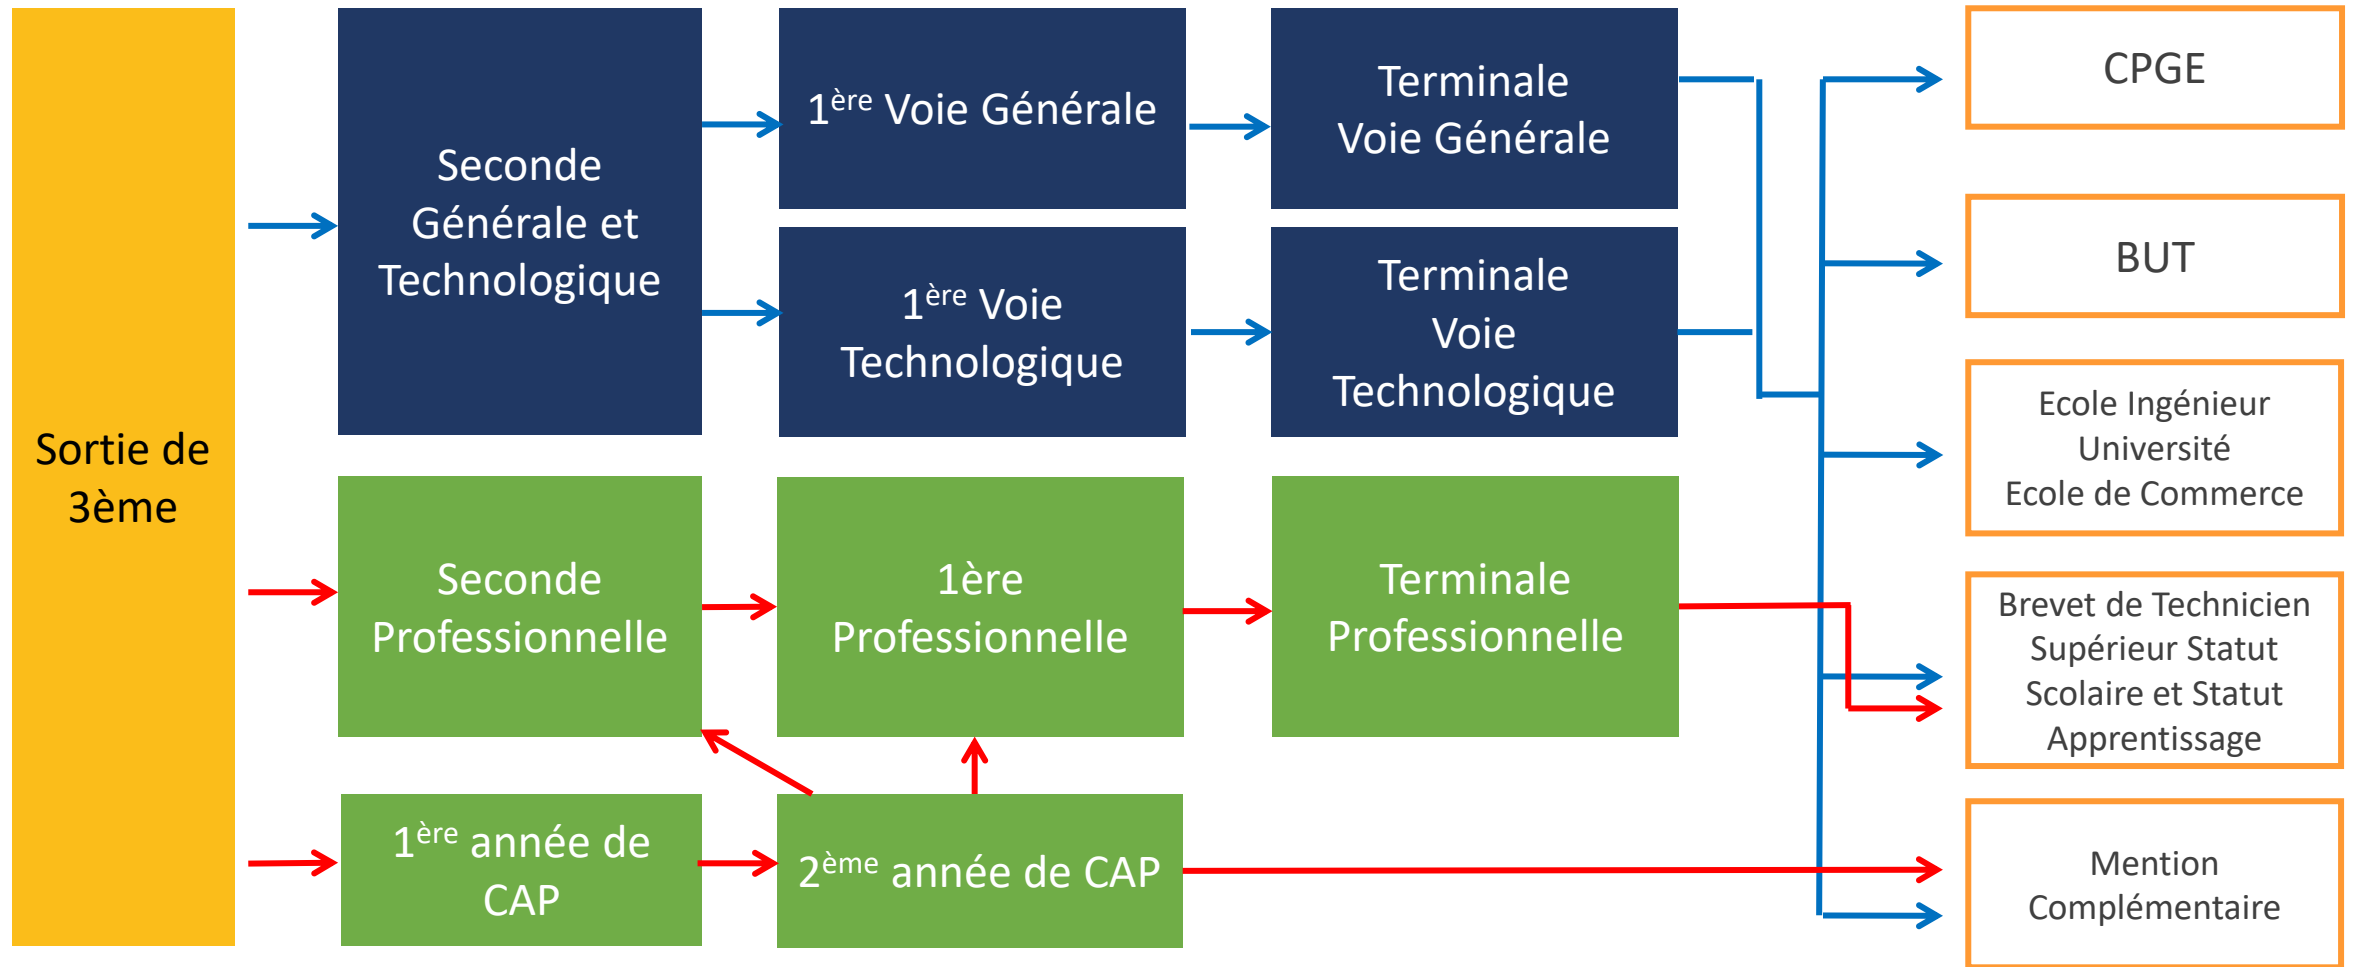 Sortie de
3ème
Seconde
Générale et
Technologique
1ère Voie Générale
Terminale
Voie Générale
1ère Voie
Technologique
Terminale
Voie
Technologique
Seconde
Professionnelle
1ère
Professionnelle
Terminale
Professionnelle
1ère année de
CAP
2ème année de CAP
CPGE
BUT
Ecole Ingénieur
Université
Ecole de Commerce
Brevet de Technicien
Supérieur Statut
Scolaire et Statut
Apprentissage
Mention
Complémentaire